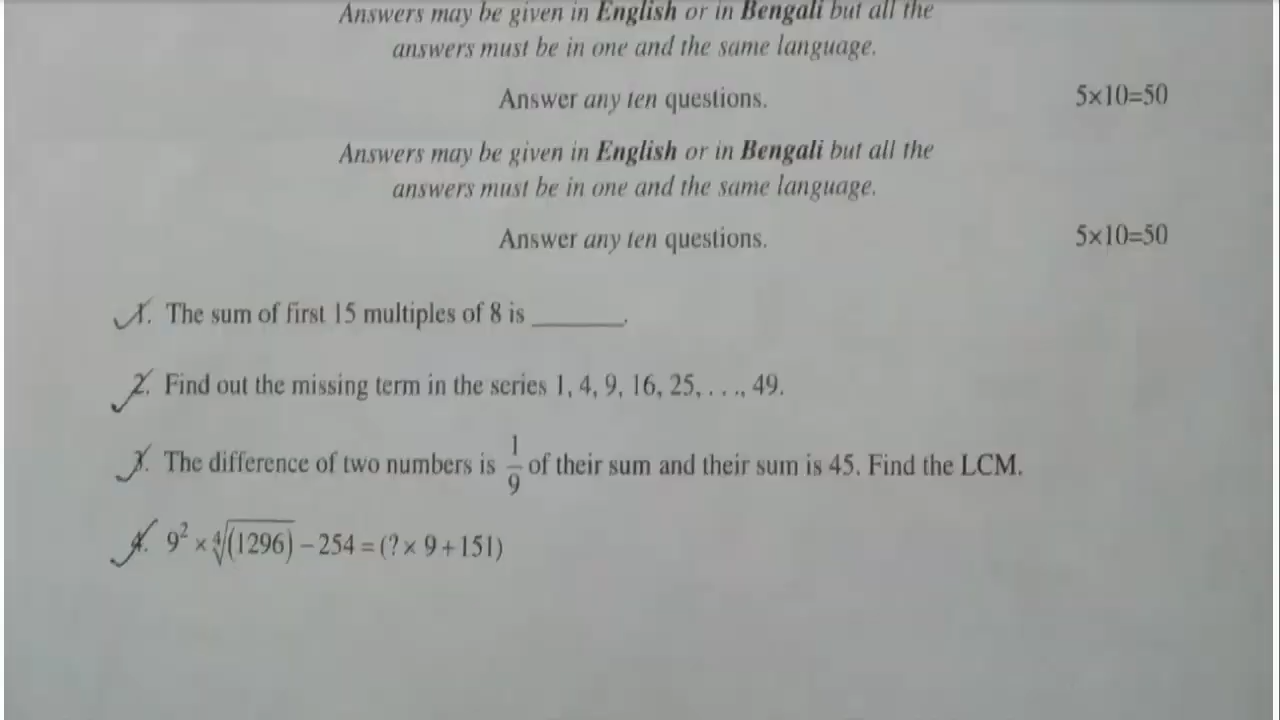 Answers may be given in English or in Bengali but all the
answers must be in one and the same language.
Answer any ten questions. 5×10=50
Answers may be given in English or in Bengali but all the
answers must be in one and the same language.
Answer any ten questions. 5×10=50
1. The sum of first 15 multiples of 8 is ______.
2. Find out the missing term in the series 1, 4, 9, 16, 25, . . ., 49.
3. The difference of two numbers is 1/9 of their sum and their sum is 45. Find the LCM.
4. 9² × ∜(1296) – 254 = (? × 9 + 151)